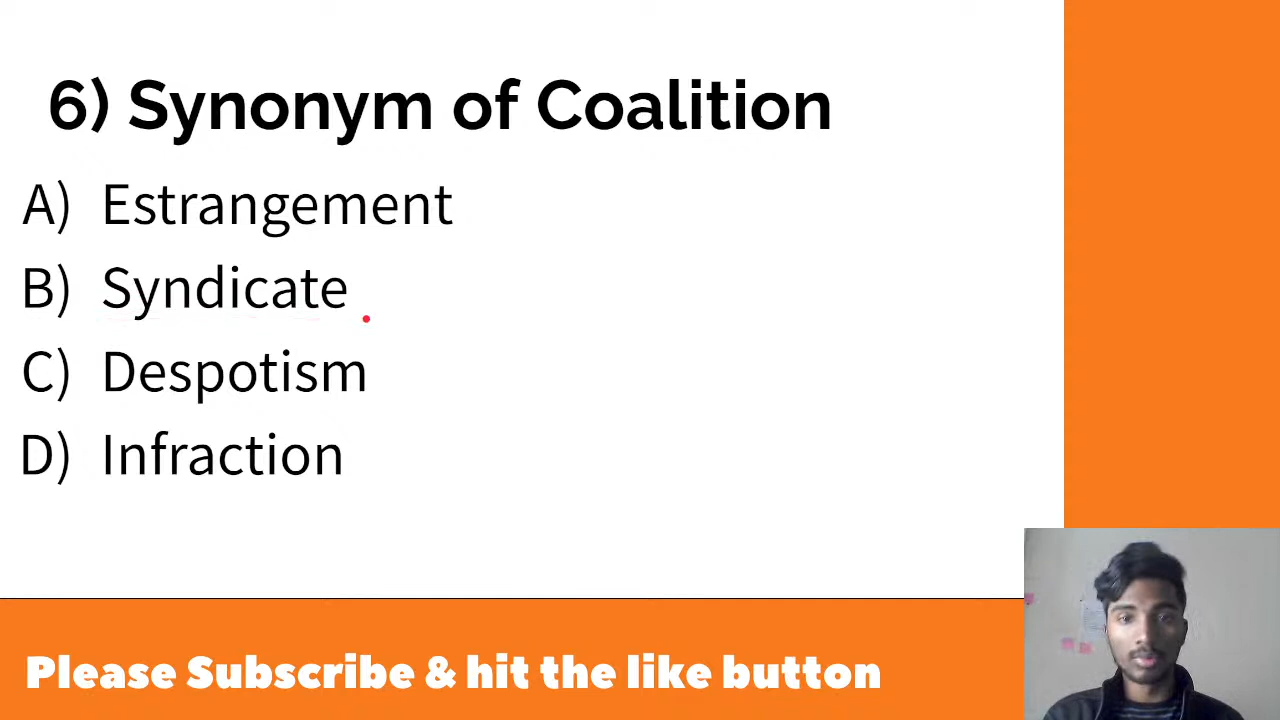 6) Synonym of Coalition
A) Estrangement
B) Syndicate
C) Despotism
D) Infraction
Please Subscribe & hit the like button